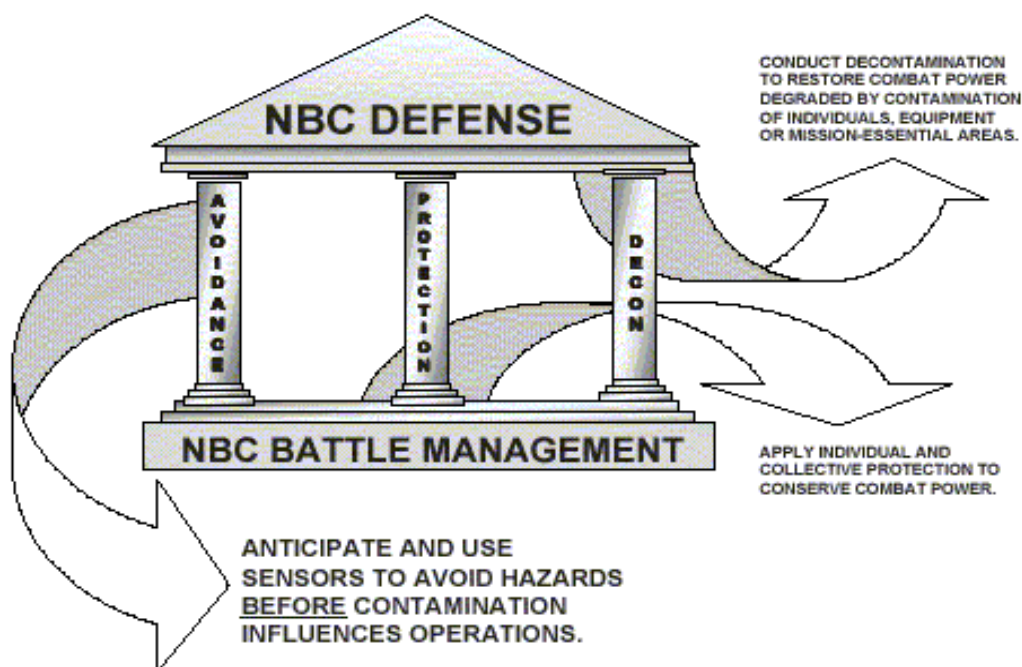 CONDUCT DECONTAMINATION
TO RESTORE COMBAT POWER
DEGRADED BY CONTAMINATION
OF INDIVIDUALS, EQUIPMENT
OR MISSION-ESSENTIAL AREAS.
NBC DEFENSE
AVOIDANCE
PROTECTION
DECON
NBC BATTLE MANAGEMENT
APPLY INDIVIDUAL AND
COLLECTIVE PROTECTION TO
CONSERVE COMBAT POWER.
ANTICIPATE AND USE
SENSORS TO AVOID HAZARDS
BEFORE CONTAMINATION
INFLUENCES OPERATIONS.